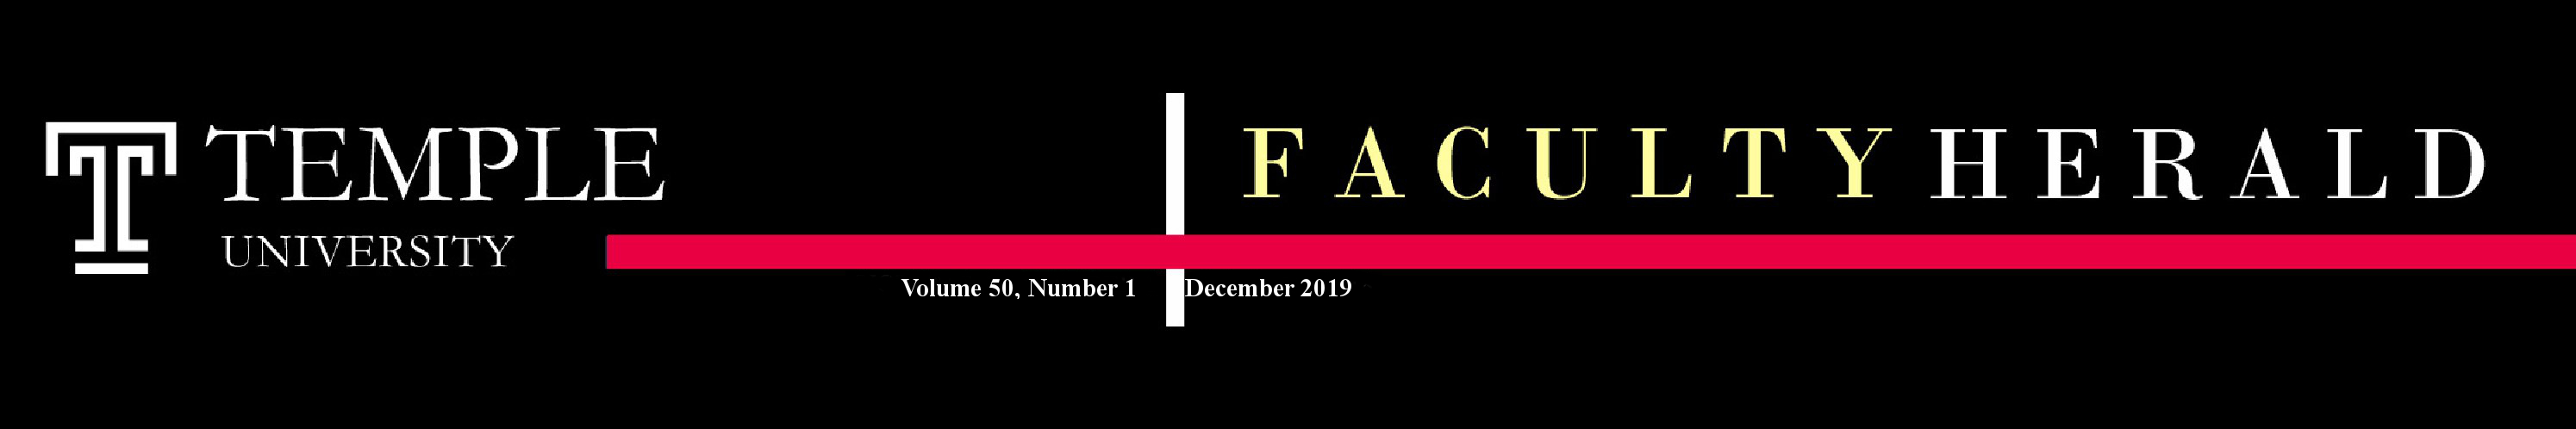 TEMPLE
UNIVERSITY
FACULTY HERALD
Volume 50, Number 1
December 2019